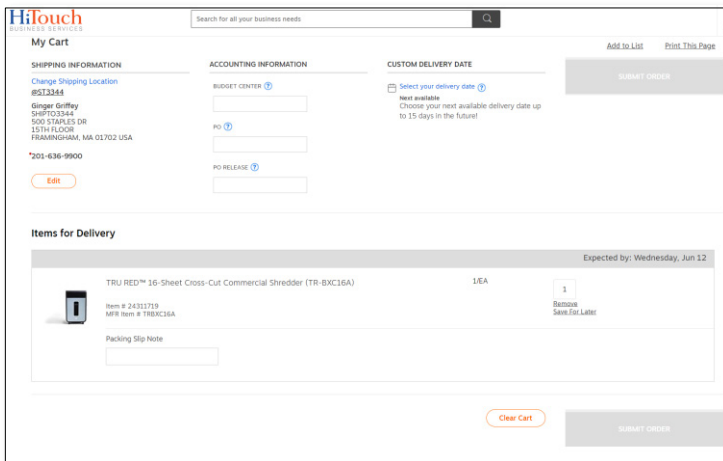 HiTouch
BUSINESS SERVICES
Search for all your business needs
My Cart
Add to List
Print This Page
SHIPPING INFORMATION
Change Shipping Location
@ST3344
Ginger Griffey
SHIPTO3344
500 STAPLES DR
15TH FLOOR
FRAMINGHAM, MA 01702 USA
*201-636-9900
Edit
ACCOUNTING INFORMATION
BUDGET CENTER ?
PO ?
PO RELEASE ?
CUSTOM DELIVERY DATE
Select your delivery date ?
Next available
Choose your next available delivery date up
to 15 days in the future!
SUBMIT ORDER
Items for Delivery
Expected by: Wednesday, Jun 12
TRU RED™ 16-Sheet Cross-Cut Commercial Shredder (TR-BXC16A)
1/EA
1
Item # 24311719
MFR Item # TRBXC16A
Remove
Save For Later
Packing Slip Note
Clear Cart
SUBMIT ORDER